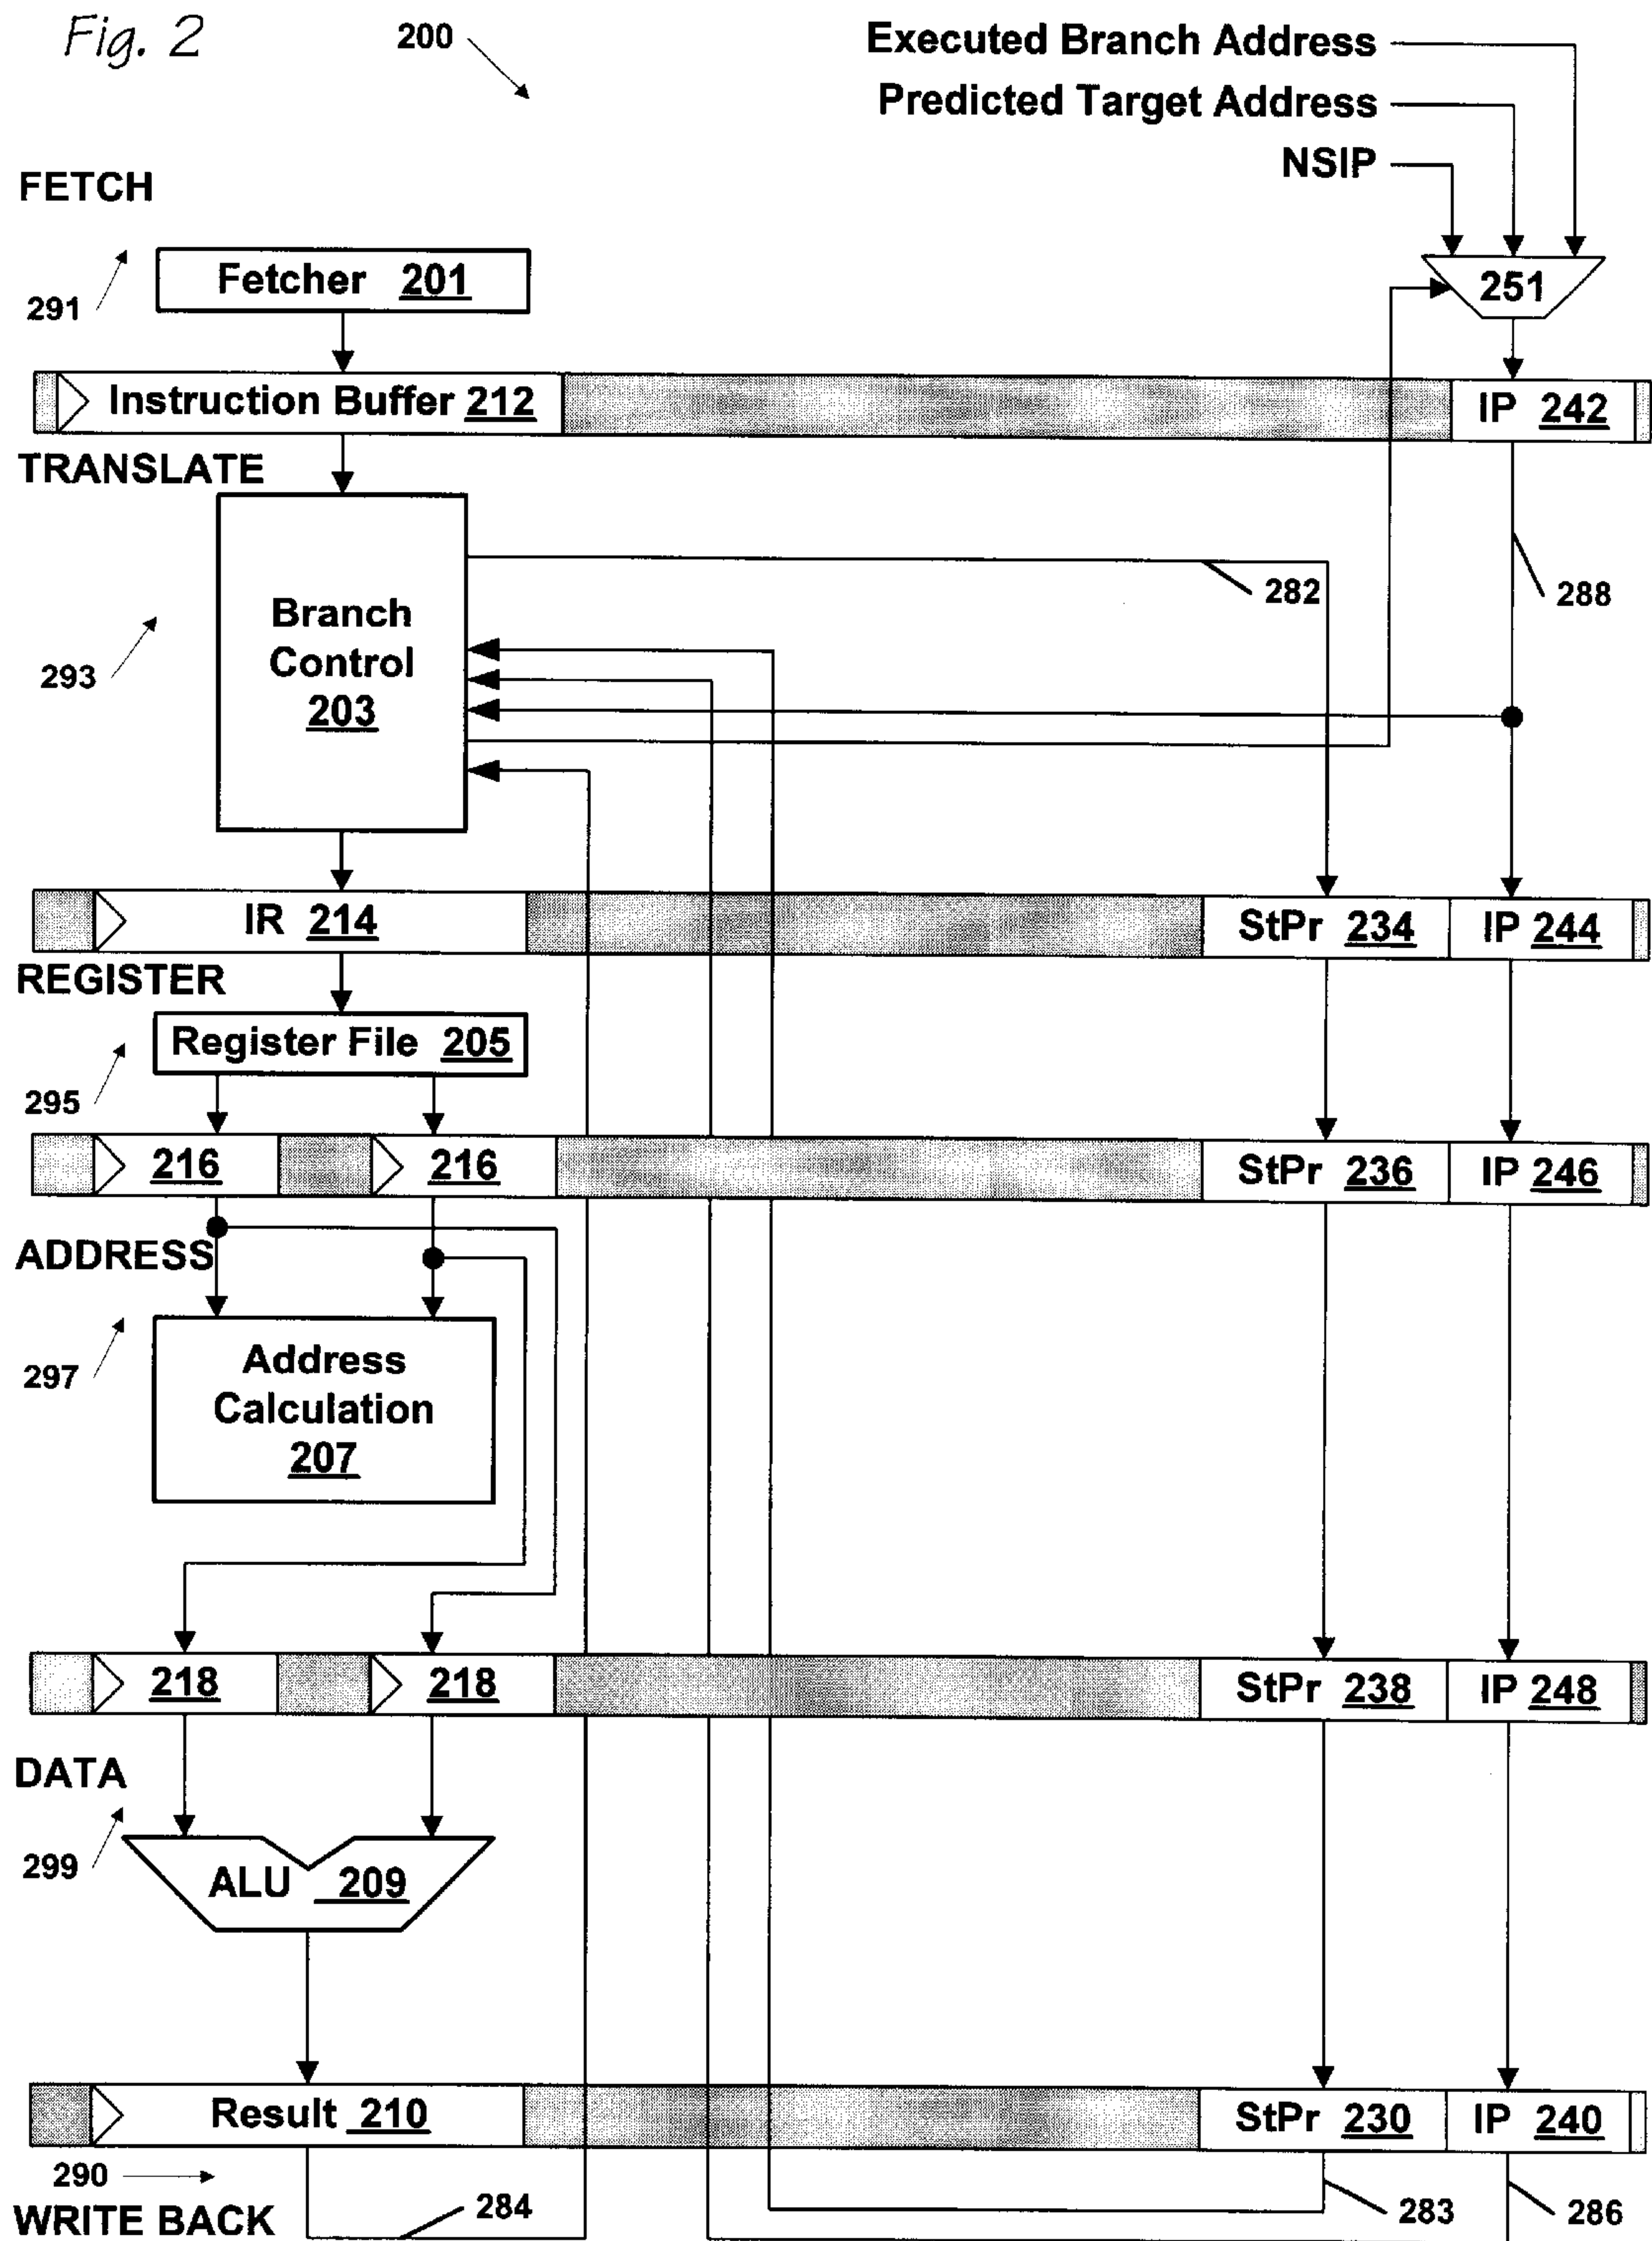 Fig. 2
200
Executed Branch Address
Predicted Target Address
NSIP
FETCH
291
Fetcher 201
251
Instruction Buffer 212
IP 242
TRANSLATE
293
Branch
Control
203
282
288
IR 214
StPr 234
IP 244
REGISTER
295
Register File 205
216
216
StPr 236
IP 246
ADDRESS
297
Address
Calculation
207
218
218
StPr 238
IP 248
DATA
299
ALU 209
Result 210
StPr 230
IP 240
290
WRITE BACK
284
283
286